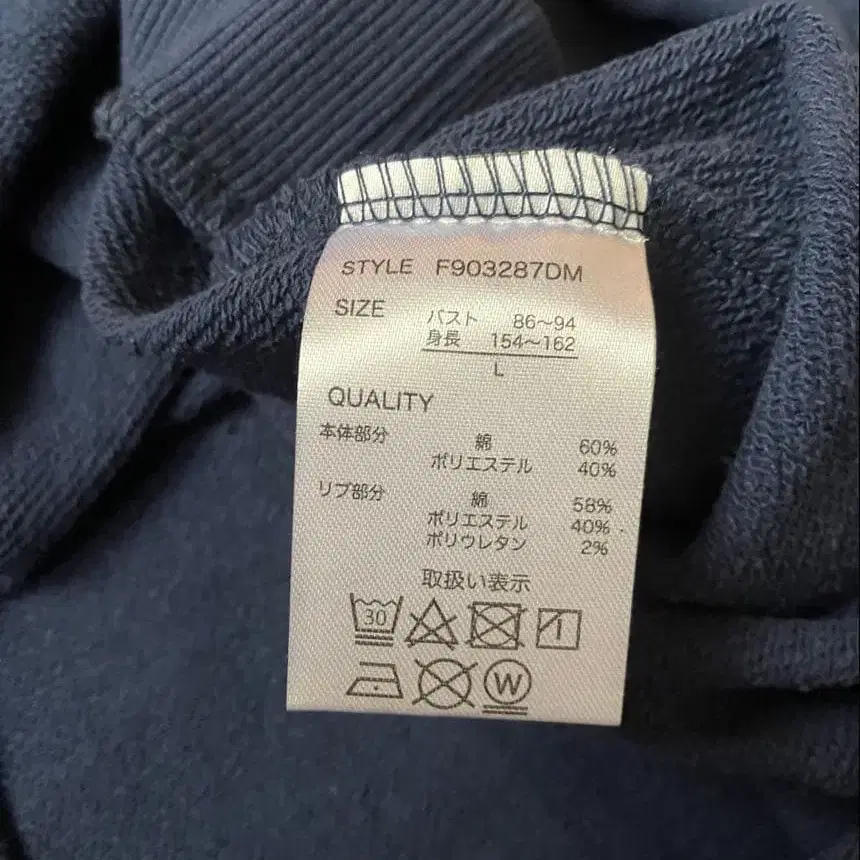 STYLE F903287DM
SIZE バスト 86～94
身長 154～162
L
QUALITY
本体部分 綿 60%
ポリエステル 40%
リブ部分 綿 58%
ポリエステル 40%
ポリウレタン 2%
取扱い表示
30
W